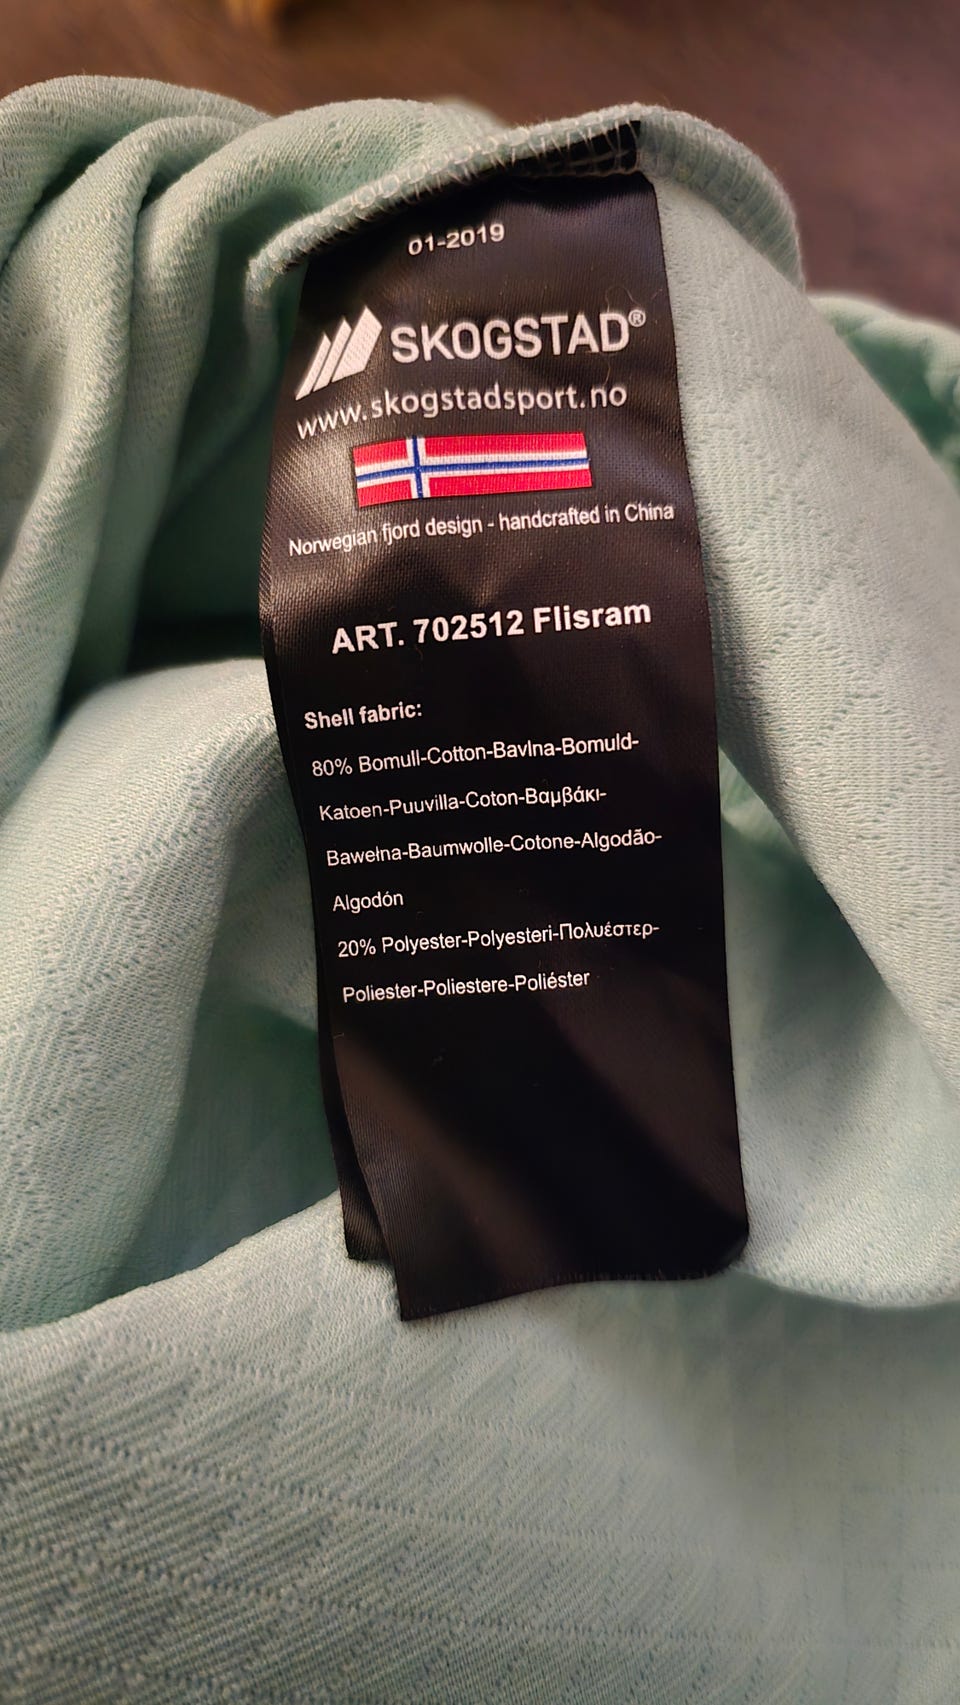 01-2019
SKOGSTAD®
www.skogstadsport.no
Norwegian fjord design - handcrafted in China
ART. 702512 Flisram
Shell fabric:
80% Bomull-Cotton-Bavlna-Bomuld-
Katoen-Puuvilla-Coton-Βαμβάκι-
Bawełna-Baumwolle-Cotone-Algodão-
Algodón
20% Polyester-Polyesteri-Πολυέστερ-
Poliester-Poliestere-Poliéster